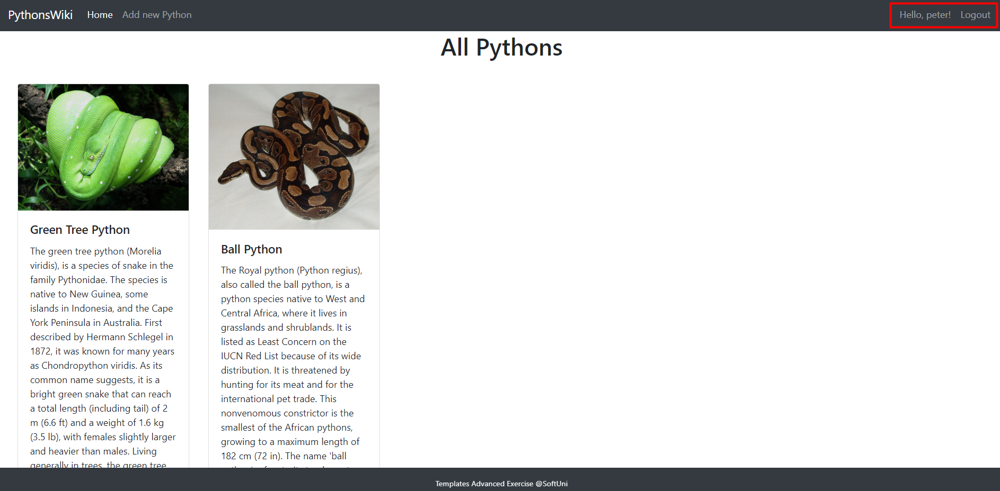 PythonsWiki Home Add new Python Hello, peter! Logout
All Pythons
Green Tree Python
The green tree python (Morelia
viridis), is a species of snake in the
family Pythonidae. The species is
native to New Guinea, some
islands in Indonesia, and the Cape
York Peninsula in Australia. First
described by Hermann Schlegel in
1872, it was known for many years
as Chondropython viridis. As its
common name suggests, it is a
bright green snake that can reach
a total length (including tail) of 2
m (6.6 ft) and a weight of 1.6 kg
(3.5 lb), with females slightly larger
and heavier than males. Living
generally in trees, the green tree
Ball Python
The Royal python (Python regius),
also called the ball python, is a
python species native to West and
Central Africa, where it lives in
grasslands and shrublands. It is
listed as Least Concern on the
IUCN Red List because of its wide
distribution. It is threatened by
hunting for its meat and for the
international pet trade. This
nonvenomous constrictor is the
smallest of the African pythons,
growing to a maximum length of
182 cm (72 in). The name 'ball
Templates Advanced Exercise @SoftUni